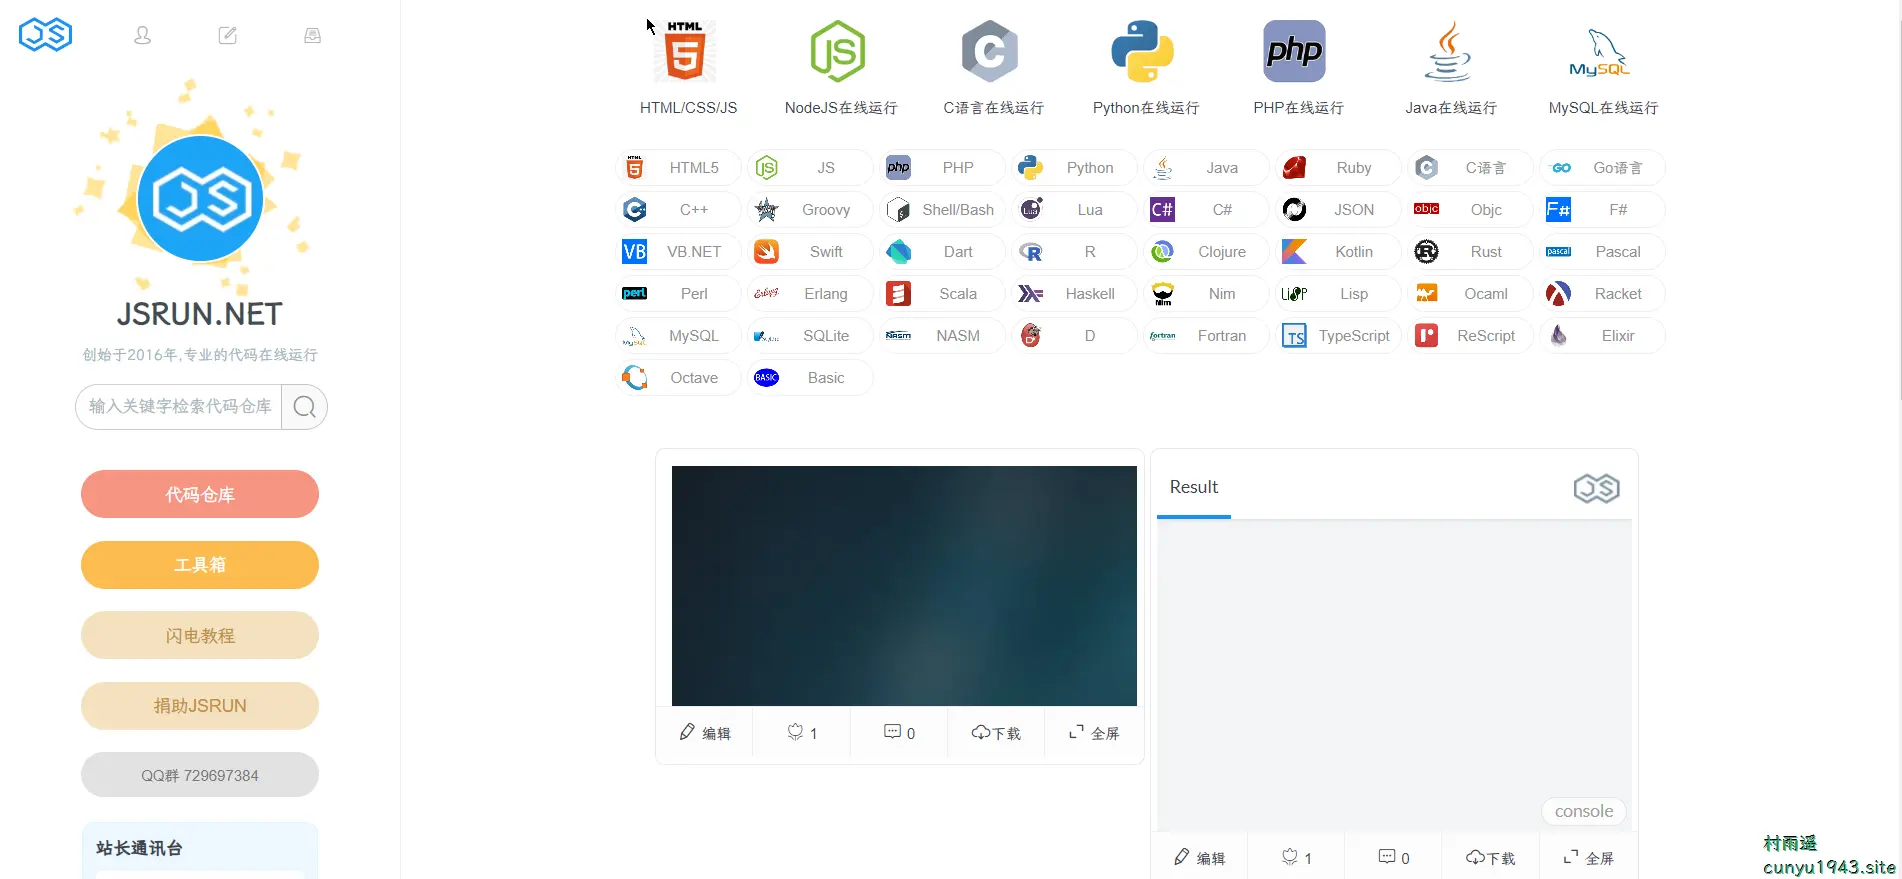 JS
HTML
5
JS
C
php
MySQL
HTML/CSS/JS
NodeJS在线运行
C语言在线运行
Python在线运行
PHP在线运行
Java在线运行
MySQL在线运行
HTML5
JS
PHP
Python
Java
Ruby
C语言
Go语言
C++
Groovy
Shell/Bash
Lua
C#
JSON
Objc
F#
VB.NET
Swift
Dart
R
Clojure
Kotlin
Rust
Pascal
Perl
Erlang
Scala
Haskell
Nim
Lisp
Ocaml
Racket
MySQL
SQLite
NASM
D
Fortran
TypeScript
ReScript
Elixir
Octave
BASIC
Basic
JS
JSRUN.NET
创始于2016年,专业的代码在线运行
输入关键字检索代码仓库
代码仓库
工具箱
闪电教程
捐助JSRUN
QQ群 729697384
站长通讯台
编辑
1
0
下载
全屏
Result
JS
console
编辑
1
0
下载
全屏
村雨遥
cunyu1943.site